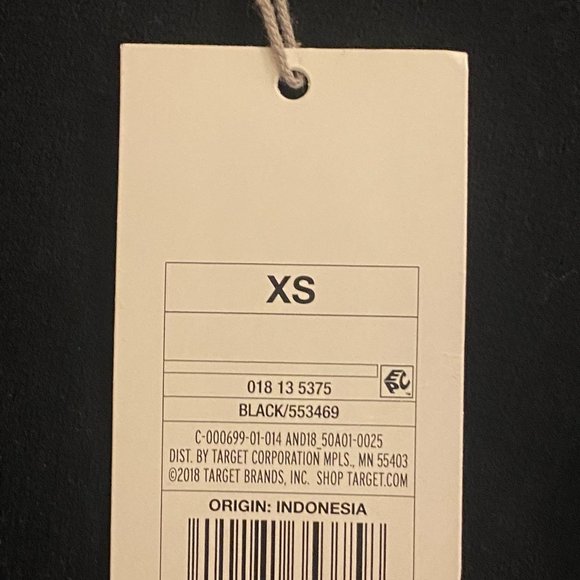 XS
EPC
018 13 5375
BLACK/553469
C-000699-01-014 AND18_50A01-0025
DIST. BY TARGET CORPORATION MPLS., MN 55403
©2018 TARGET BRANDS, INC. SHOP TARGET.COM
ORIGIN: INDONESIA